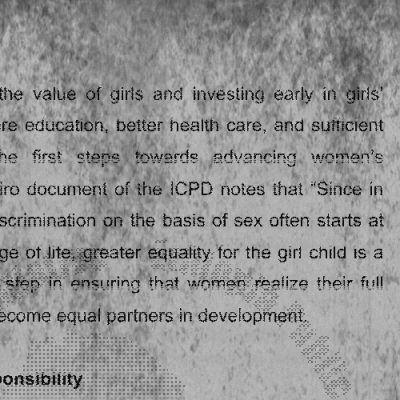 the value of girls and investing early in girls'
re education, better health care, and sufficient
he first steps towards advancing women's
iro document of the ICPD notes that "Since in
scrimination on the basis of sex often starts at
ge of life, greater equality for the girl child is a
step in ensuring that women realize their full
ecome equal partners in development.
onsibility